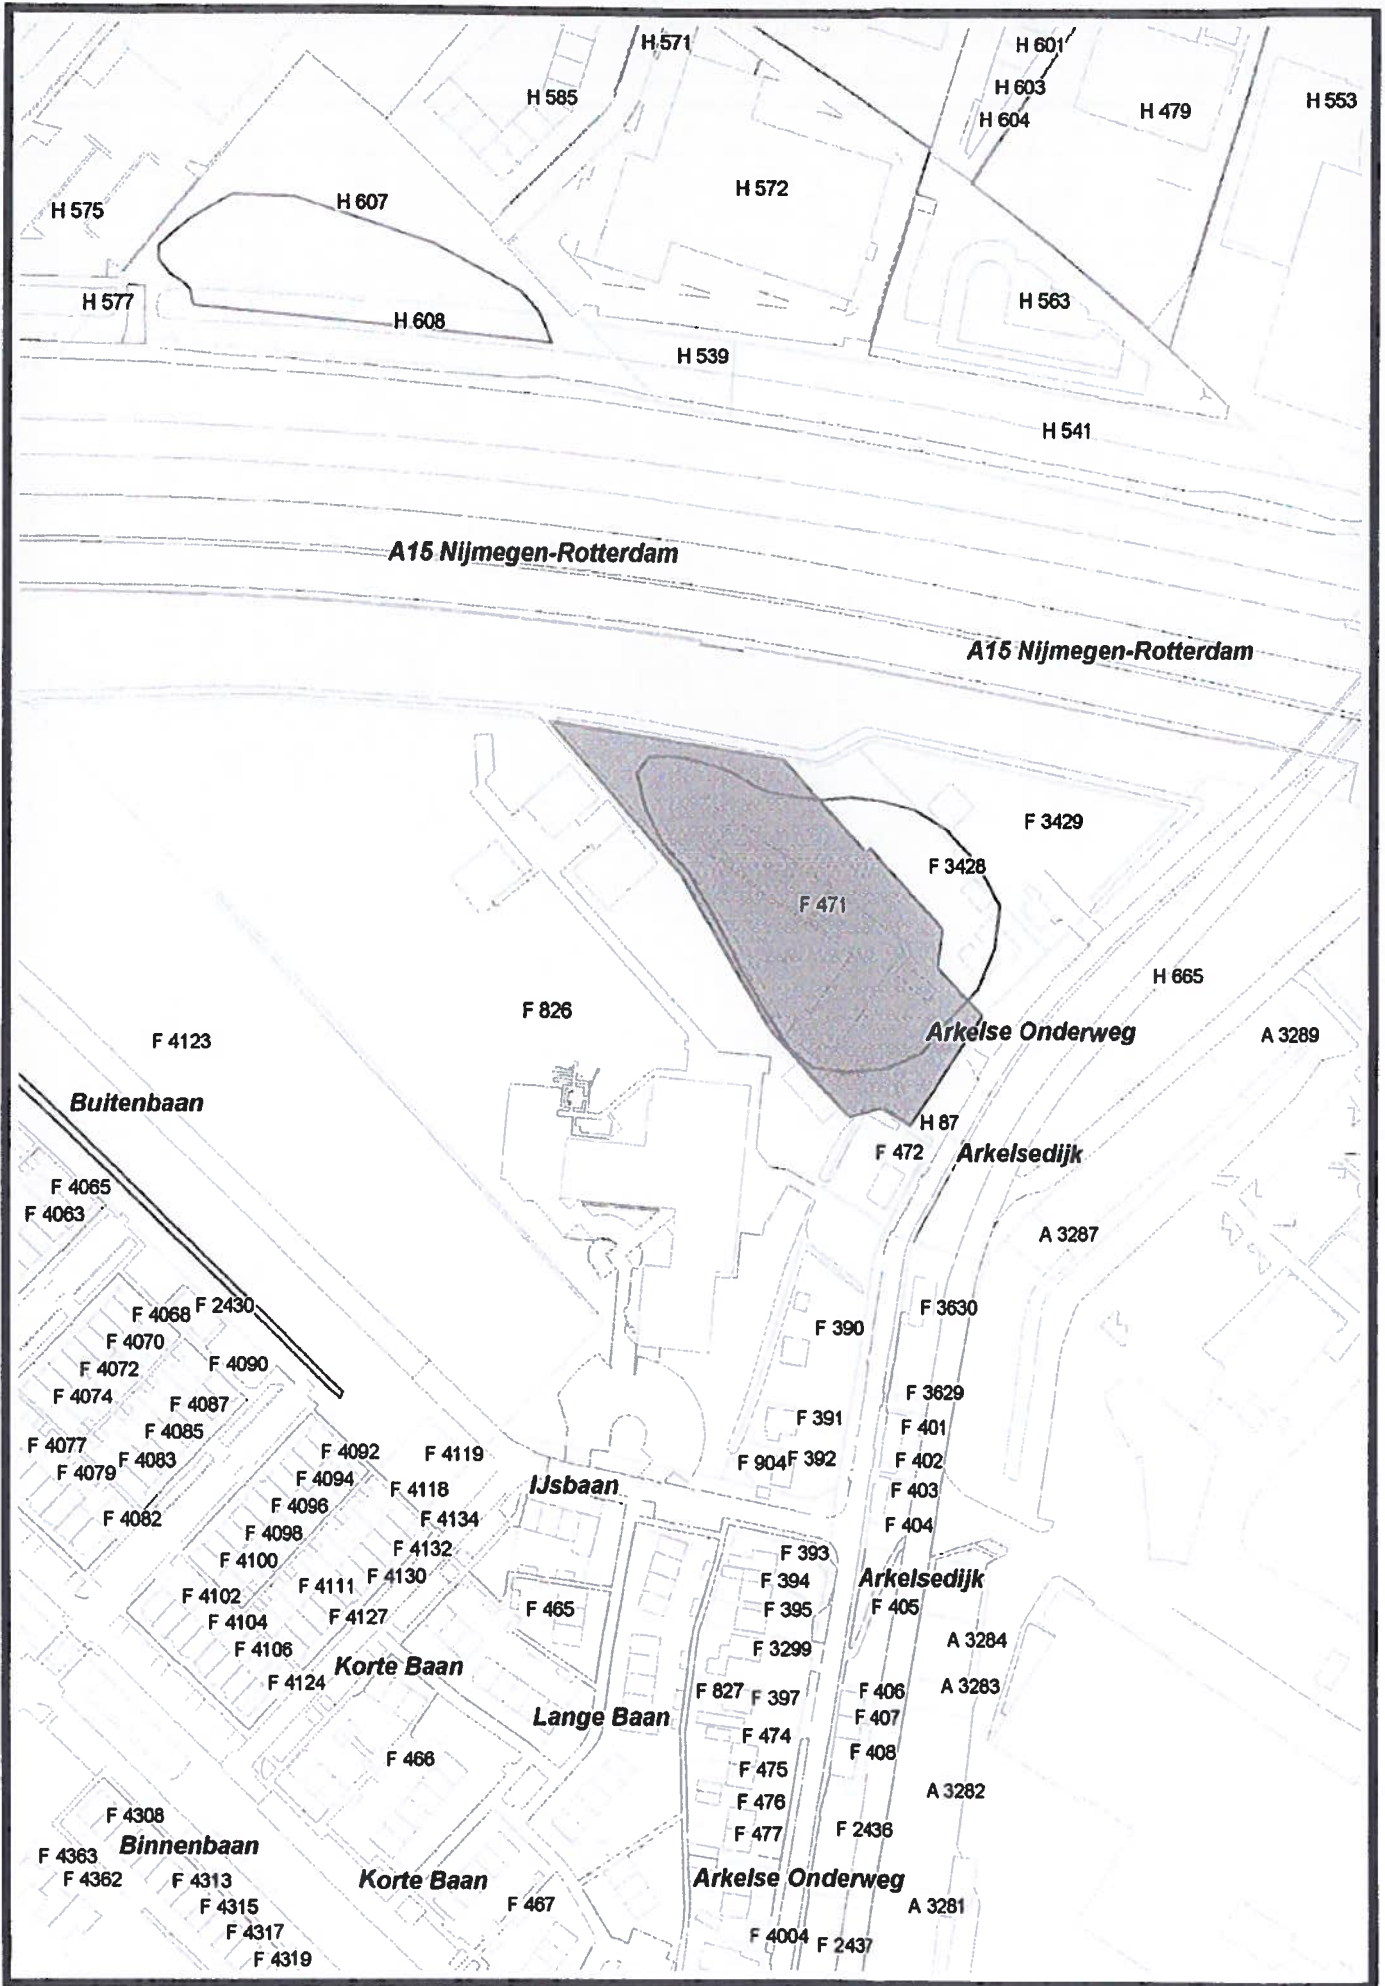 H 571
H 601
H 585
H 603
H 553
H 604
H 479
H 572
H 607
H 575
H 577
H 563
H 608
H 539
H 541
A15 Nijmegen-Rotterdam
A15 Nijmegen-Rotterdam
F 3429
F 3428
F 471
H 665
F 826
Arkelse Onderweg
A 3289
F 4123
Buitenbaan
H 87
F 472
Arkelsedijk
F 4065
F 4063
A 3287
F 2430
F 4068
F 3630
F 390
F 4070
F 4090
F 4072
F 4074
F 3629
F 4087
F 391
F 401
F 4085
F 4077
F 4083
F 4092
F 4119
F 904
F 392
F 402
F 4079
F 4094
IJsbaan
F 4118
F 403
F 4096
F 4082
F 4134
F 404
F 4098
F 4132
F 393
F 4100
F 4111
F 4130
F 394
Arkelsedijk
F 4102
F 4127
F 465
F 395
F 405
F 4104
F 4106
F 3299
A 3284
Korte Baan
F 4124
F 827
F 397
F 406
A 3283
Lange Baan
F 407
F 474
F 466
F 408
F 475
A 3282
F 476
F 4308
F 477
F 2436
Binnenbaan
F 4363
F 4362
F 4313
Korte Baan
Arkelse Onderweg
F 4315
F 467
A 3281
F 4317
F 4004
F 2437
F 4319